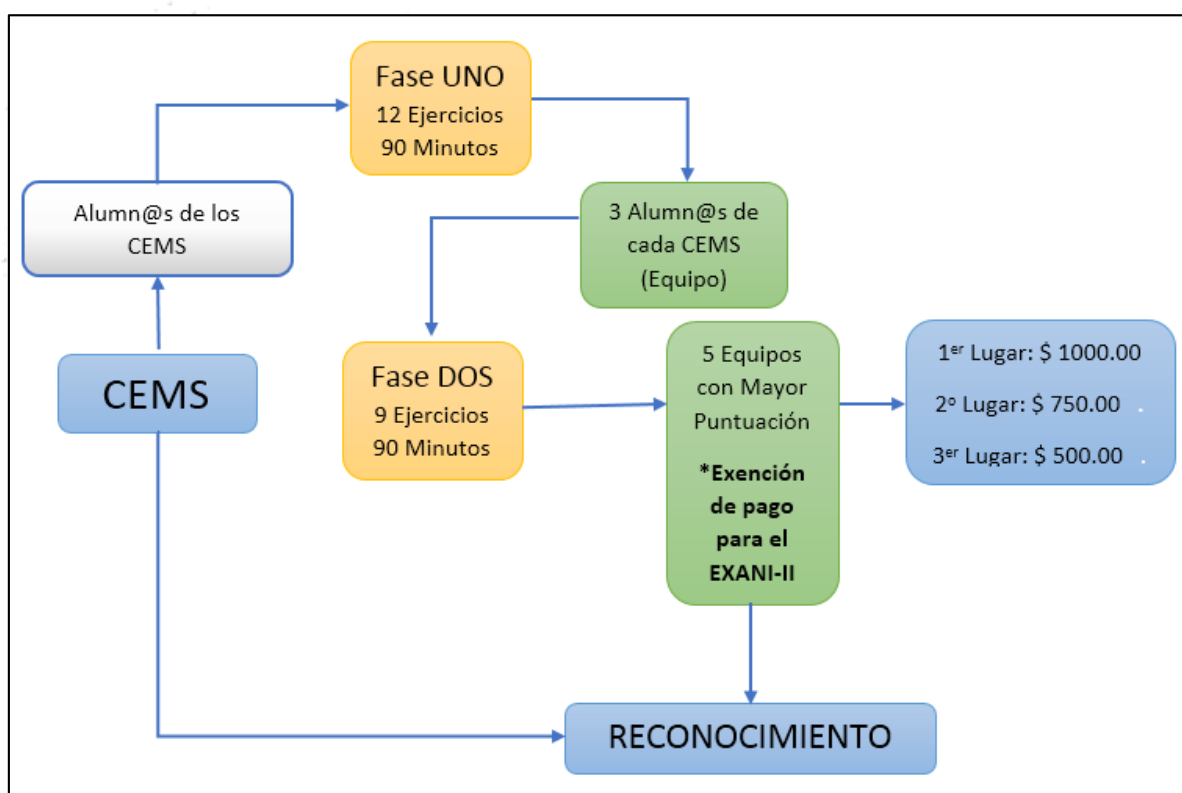 Fase UNO
12 Ejercicios
90 Minutos
Alumn@s de los
CEMS
3 Alumn@s de
cada CEMS
(Equipo)
CEMS
Fase DOS
9 Ejercicios
90 Minutos
5 Equipos
con Mayor
Puntuación
*Exención
de pago
para el
EXANI-II
1er Lugar: $ 1000.00
2º Lugar: $ 750.00 .
3er Lugar: $ 500.00 .
RECONOCIMIENTO